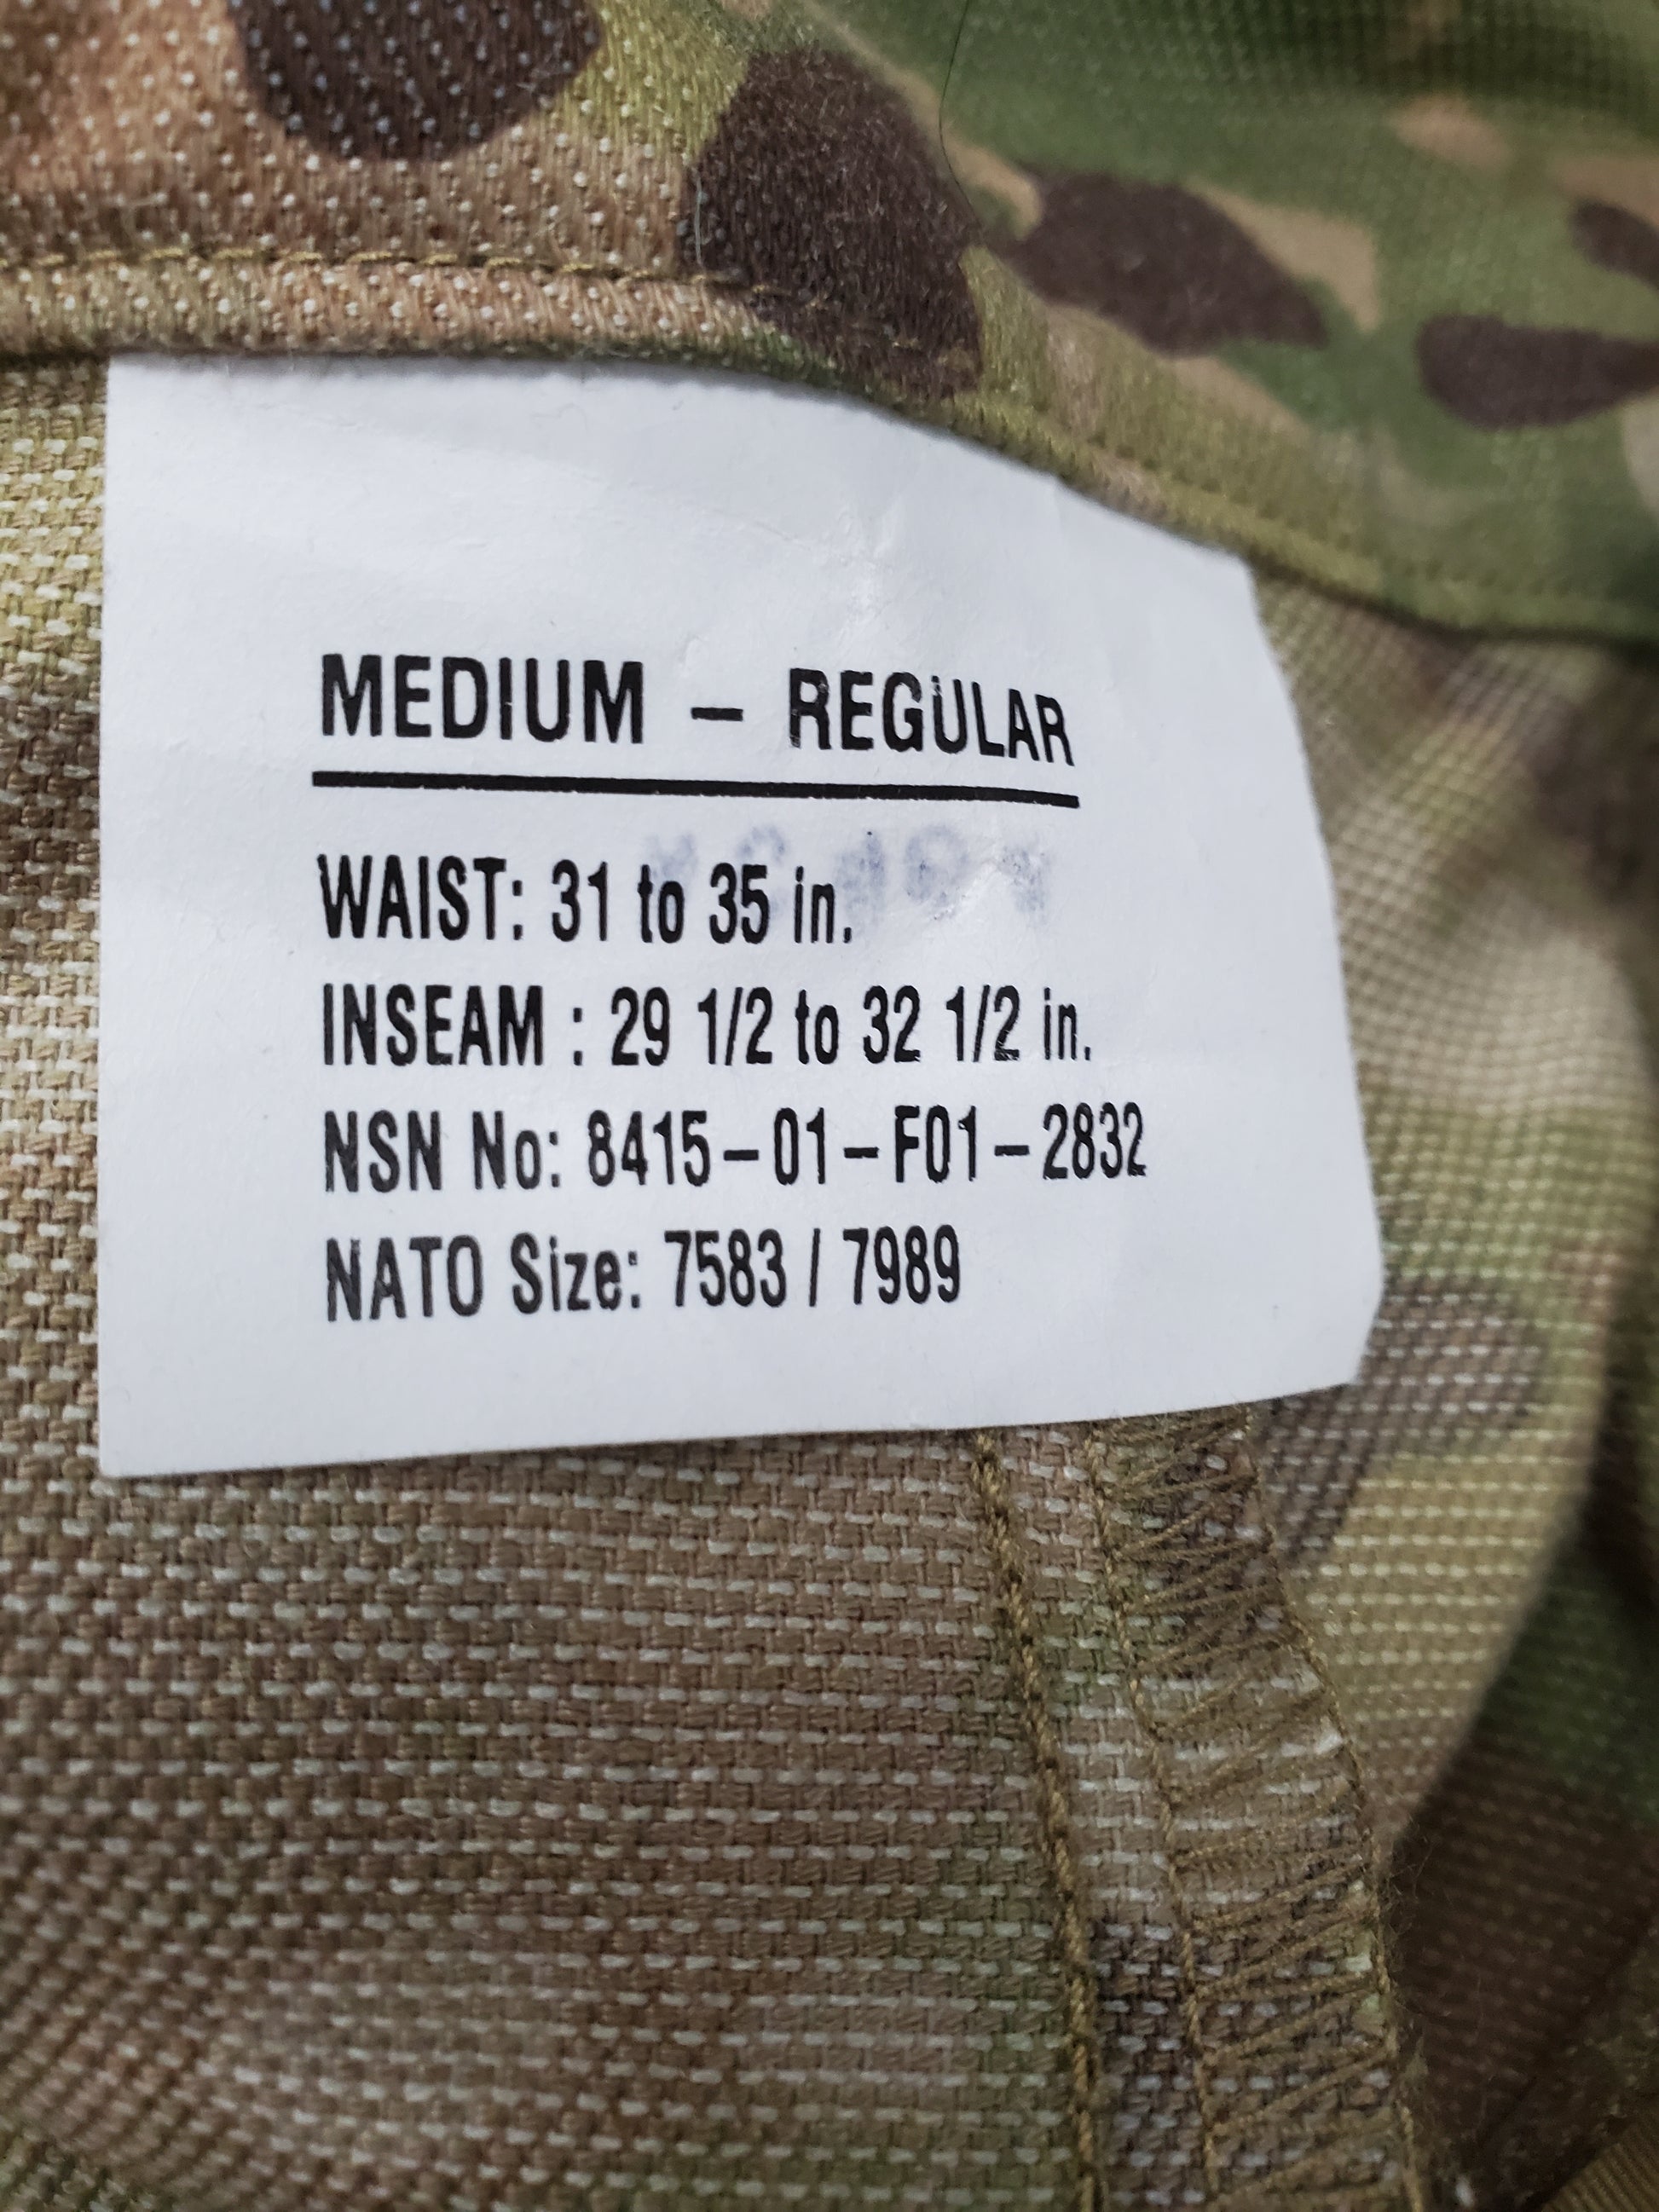 MEDIUM – REGULAR
WAIST: 31 to 35 in.
INSEAM : 29 1/2 to 32 1/2 in.
NSN No: 8415–01–F01–2832
NATO Size: 7583 / 7989